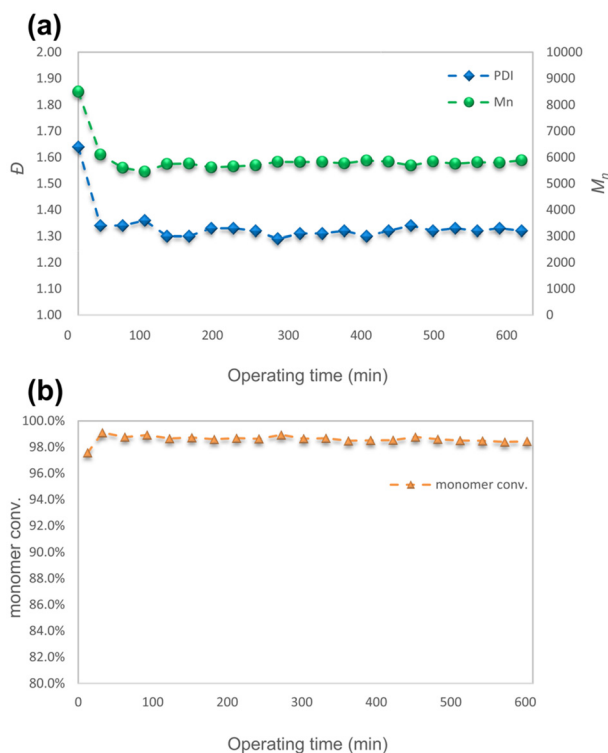 (a)
2.00
1.90
1.80
1.70
1.60
1.50
1.40
1.30
1.20
1.10
1.00
Đ
10000
9000
8000
7000
6000
5000
4000
3000
2000
1000
0
Mn
PDI
Mn
0 100 200 300 400 500 600
Operating time (min)
(b)
100.0%
98.0%
96.0%
94.0%
92.0%
90.0%
88.0%
86.0%
84.0%
82.0%
80.0%
monomer conv.
monomer conv.
0 100 200 300 400 500 600
Operating time (min)